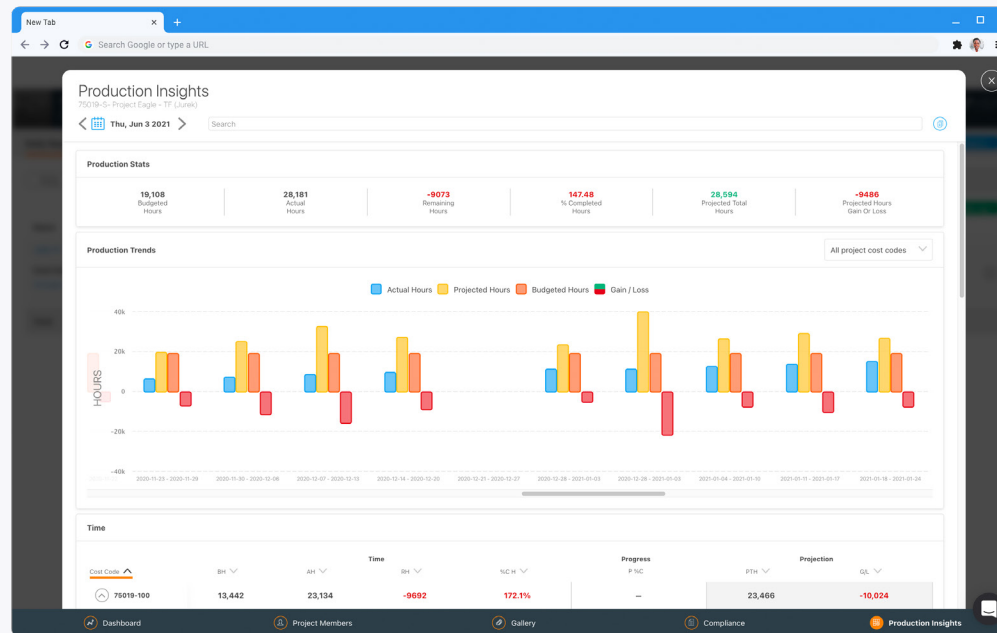 New Tab
Search Google or type a URL
Production Insights
75019-S- Project Eagle - TF (Jurek)
Thu, Jun 3 2021
Search
Production Stats
19,108 28,181 -9073 147.48 28,594 -9486
Budgeted Actual Remaining % Completed Projected Total Projected Hours
Hours Hours Hours Hours Hours Gain Or Loss
Production Trends
All project cost codes
Actual Hours Projected Hours Budgeted Hours Gain / Loss
40k
20k
HOURS
0
-20k
-40k
2020-11-23 - 2020-11-29 2020-11-30 - 2020-12-06 2020-12-07 - 2020-12-13 2020-12-14 - 2020-12-20 2020-12-21 - 2020-12-27 2020-12-28 - 2021-01-03 2020-12-28 - 2021-01-03 2021-01-04 - 2021-01-10 2021-01-11 - 2021-01-17 2021-01-18 - 2021-01-24
Time
Time Progress Projection
Cost Code BH AH RH %C H P %C PTH G/L
75019-100 13,442 23,134 -9692 172.1% – 23,466 -10,024
Dashboard Project Members Gallery Compliance Production Insights